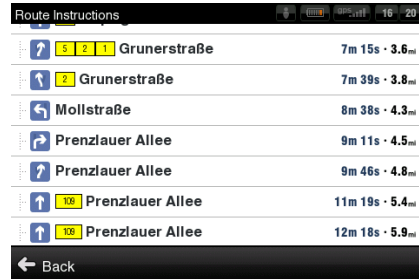 Route Instructions GPS 16 20
5 2 1 Grunerstraße 7m 15s · 3.6mi
2 Grunerstraße 7m 39s · 3.8mi
Mollstraße 8m 38s · 4.3mi
Prenzlauer Allee 9m 11s · 4.5mi
Prenzlauer Allee 9m 46s · 4.8mi
109 Prenzlauer Allee 11m 19s · 5.4mi
109 Prenzlauer Allee 12m 18s · 5.9mi
Back